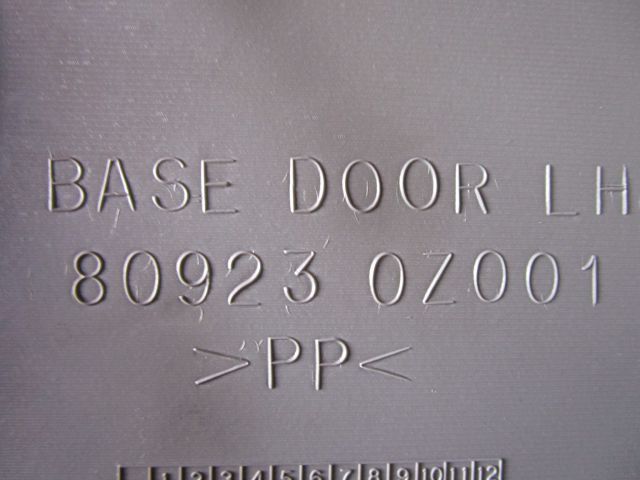 BASE DOOR LH
80923 0Z001
>PP<
1 2 3 4 5 6 7 8 9 10 11 12